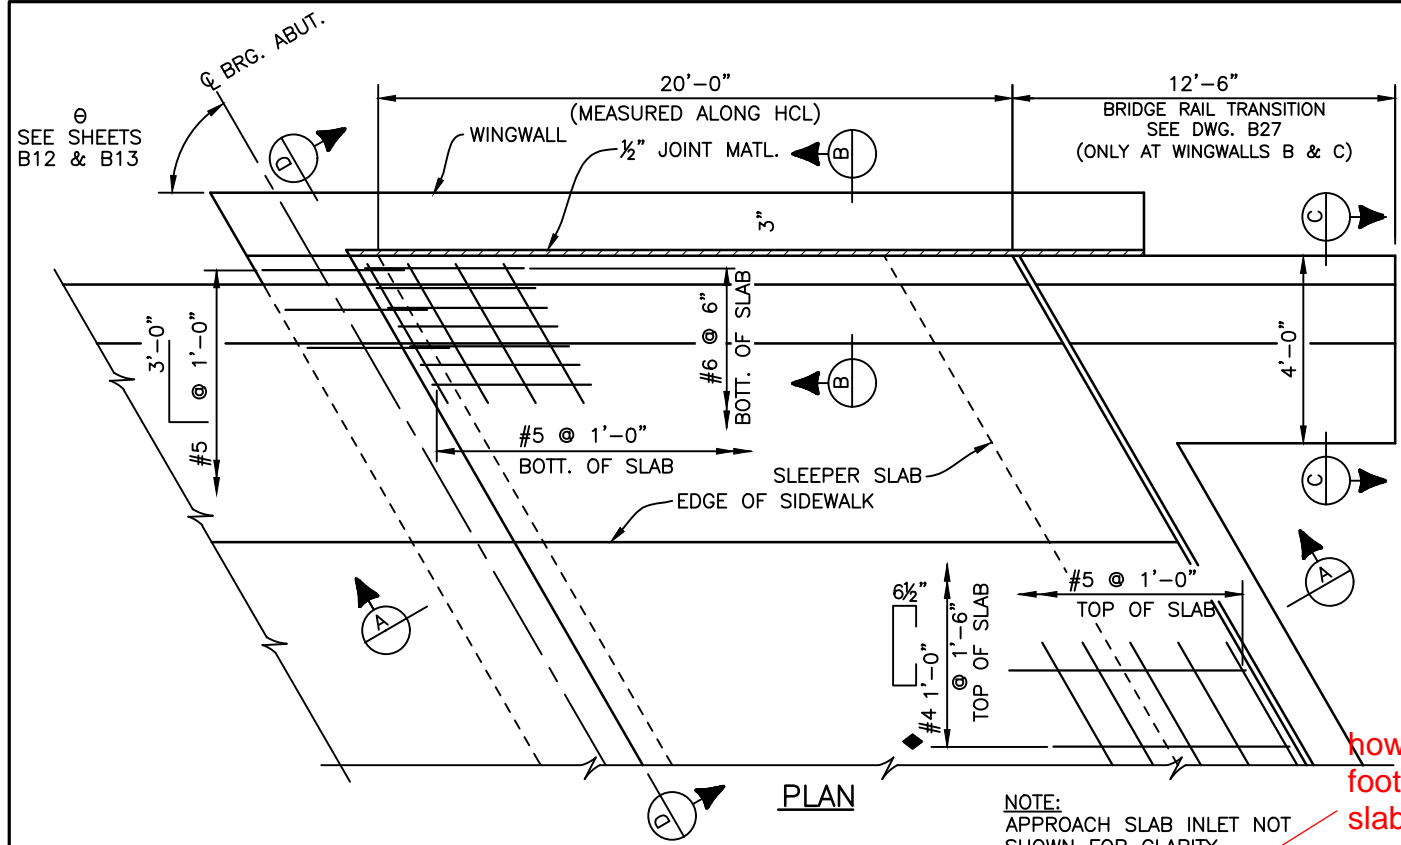 ℄ BRG. ABUT.
θ
SEE SHEETS
B12 & B13
20'-0"
(MEASURED ALONG HCL)
12'-6"
BRIDGE RAIL TRANSITION
SEE DWG. B27
(ONLY AT WINGWALLS B & C)
WINGWALL
½" JOINT MATL.
D
B
C
3"
3'-0"
#5 @ 1'-0"
#6 @ 6"
BOTT. OF SLAB
B
4'-0"
#5 @ 1'-0"
BOTT. OF SLAB
SLEEPER SLAB
EDGE OF SIDEWALK
C
A
A
6½"
#4 1'-0"
@ 1'-6"
TOP OF SLAB
#5 @ 1'-0"
TOP OF SLAB
D
PLAN
how
foot
slab
NOTE:
APPROACH SLAB INLET NOT
SHOWN FOR CLARITY